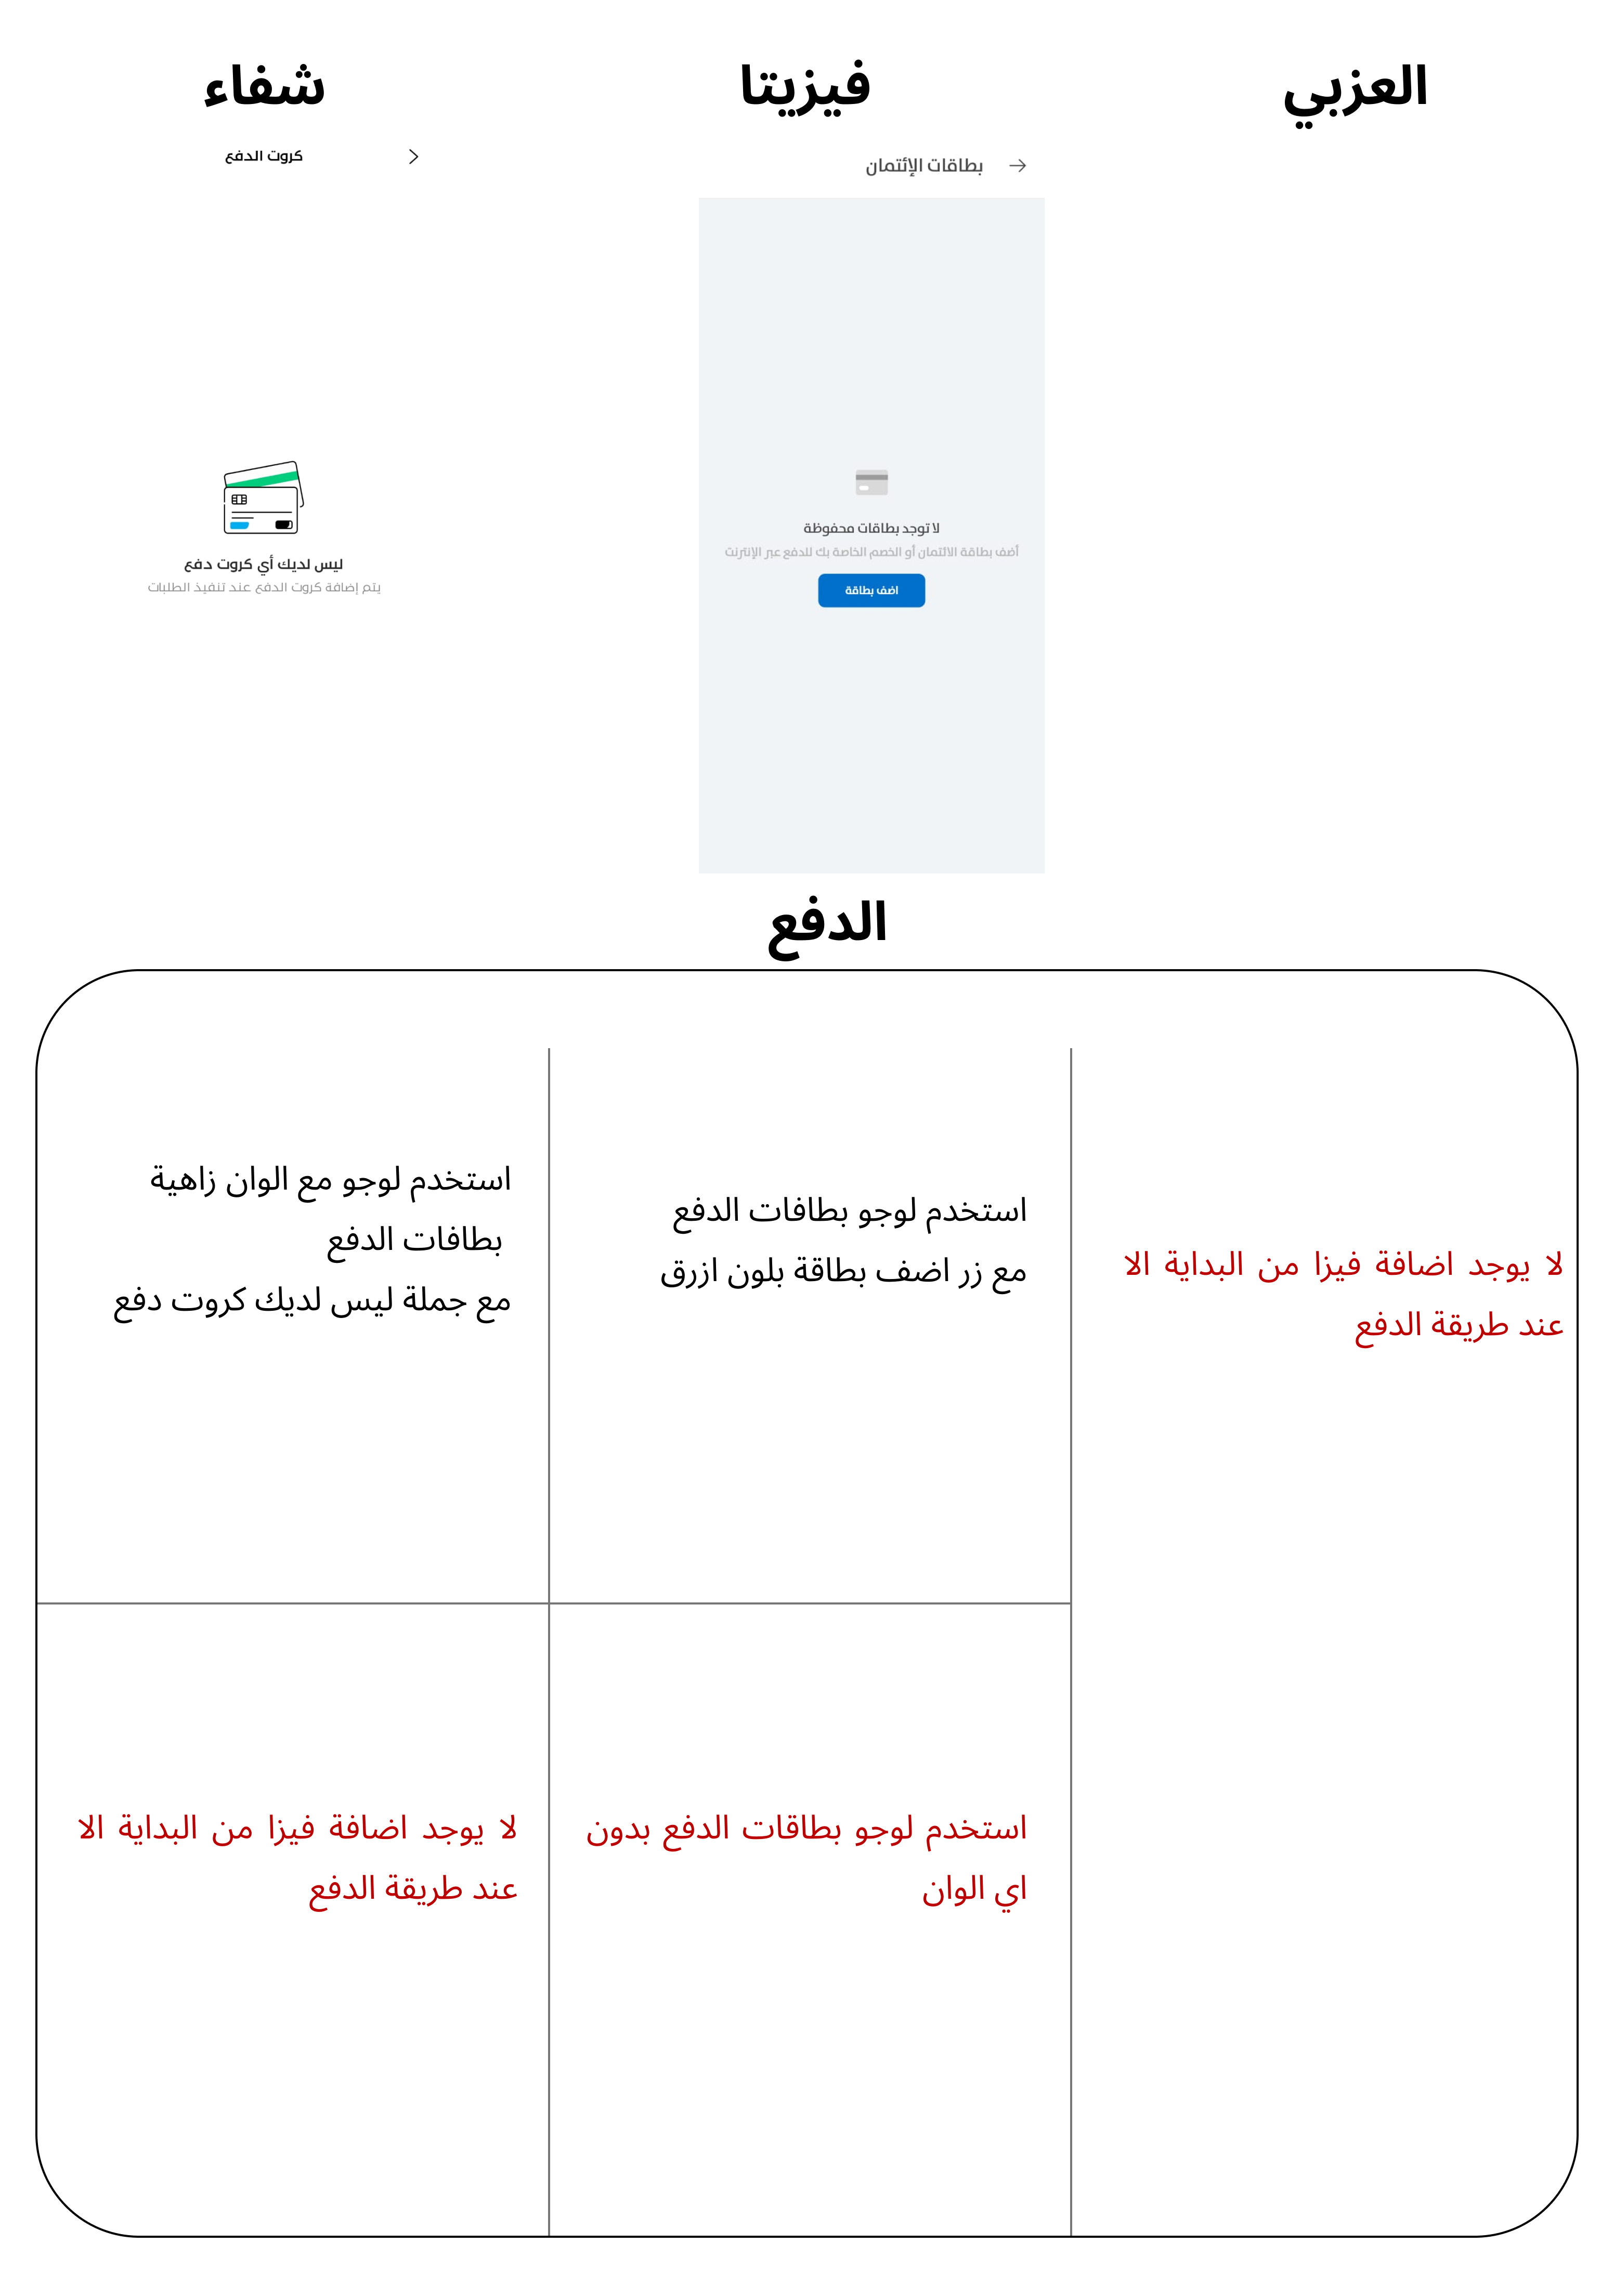 العزبي
فيزيتا
شفاء
بطاقات الإئتمان
لا توجد بطاقات محفوظة
أضف بطاقة الائتمان أو الخصم الخاصة بك للدفع عبر الإنترنت
اضف بطاقة
كروت الدفع
ليس لديك أي كروت دفع
يتم إضافة كروت الدفع عند تنفيذ الطلبات
الدفع
لا يوجد اضافة فيزا من البداية الا
عند طريقة الدفع
استخدم لوجو بطافات الدفع
مع زر اضف بطاقة بلون ازرق
استخدم لوجو مع الوان زاهية
بطافات الدفع
مع جملة ليس لديك كروت دفع
استخدم لوجو بطاقات الدفع بدون
اي الوان
لا يوجد اضافة فيزا من البداية الا
عند طريقة الدفع